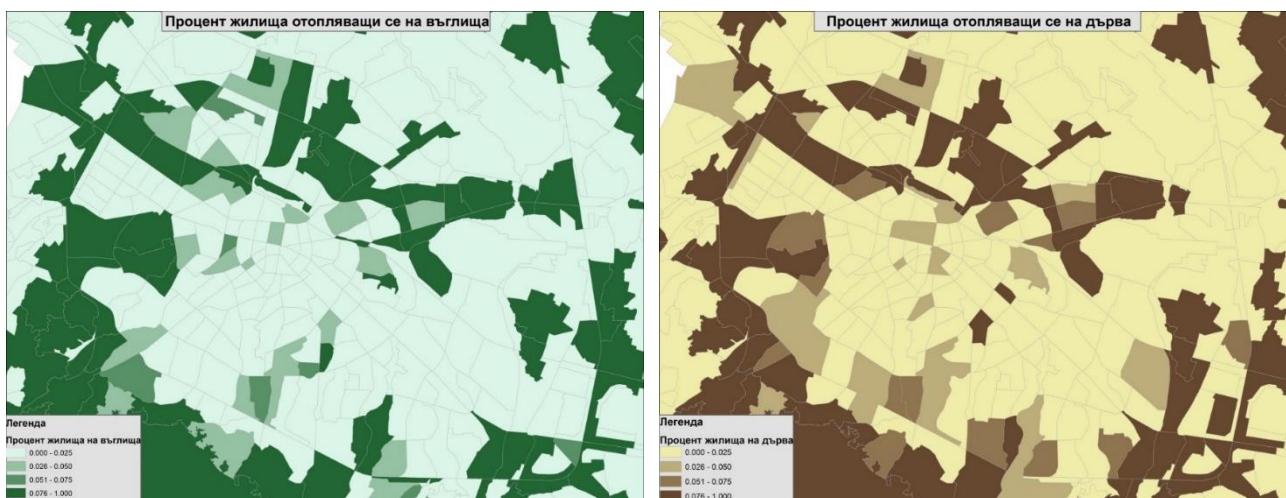 Процент жилища отопляващи се на въглища
Легенда
Процент жилища на въглища
0.000 - 0.025
0.026 - 0.050
0.051 - 0.075
0.076 - 1.000
Процент жилища отопляващи се на дърва
Легенда
Процент жилища на дърва
0.000 - 0.025
0.026 - 0.050
0.051 - 0.075
0.076 - 1.000